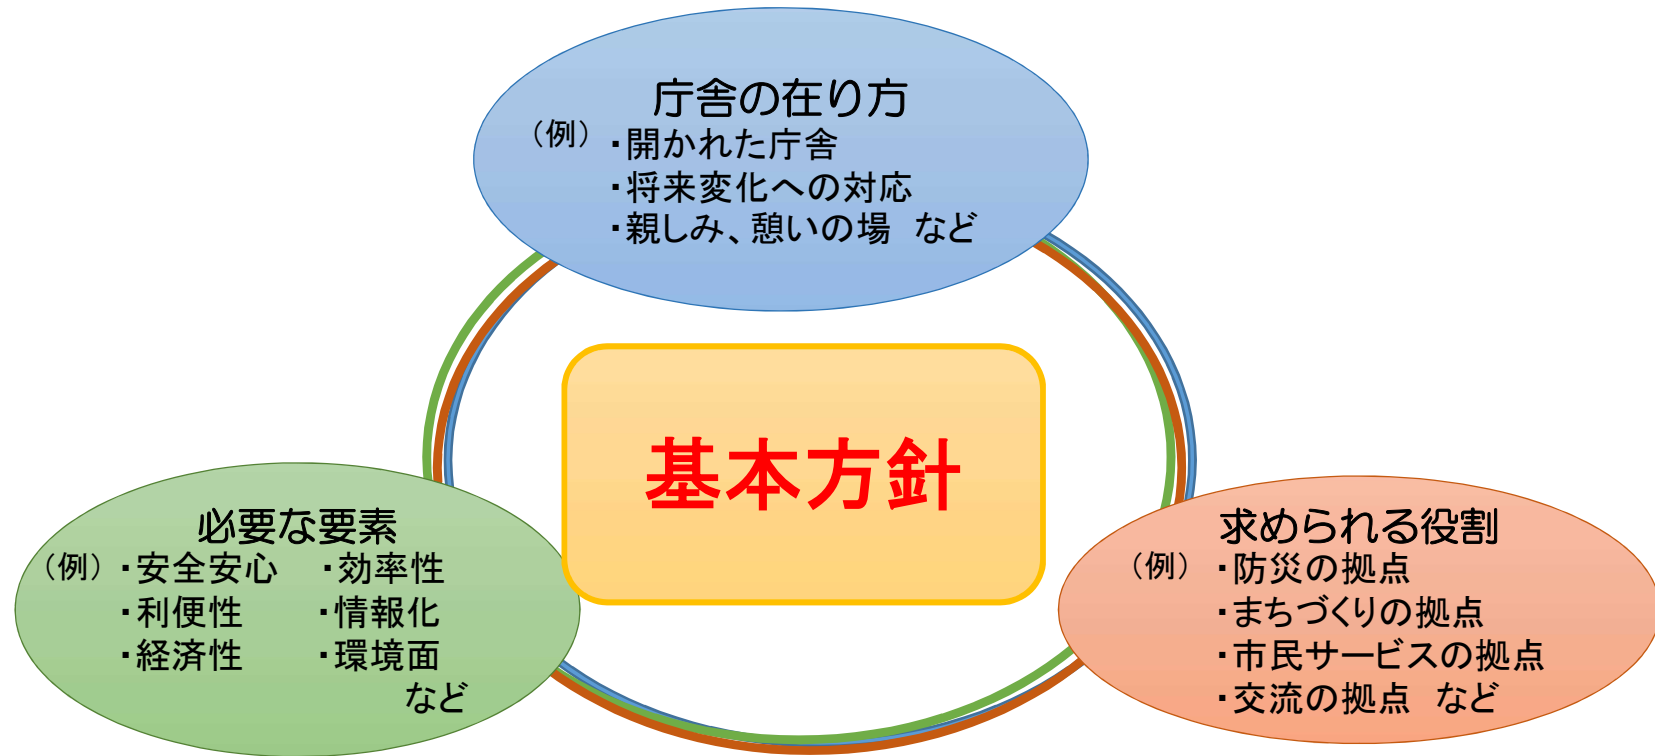 庁舎の在り方
（例）・開かれた庁舎
・将来変化への対応
・親しみ、憩いの場　など
基本方針
必要な要素
（例）・安全安心　・効率性
・利便性　・情報化
・経済性　・環境面
など
求められる役割
（例）・防災の拠点
・まちづくりの拠点
・市民サービスの拠点
・交流の拠点　など